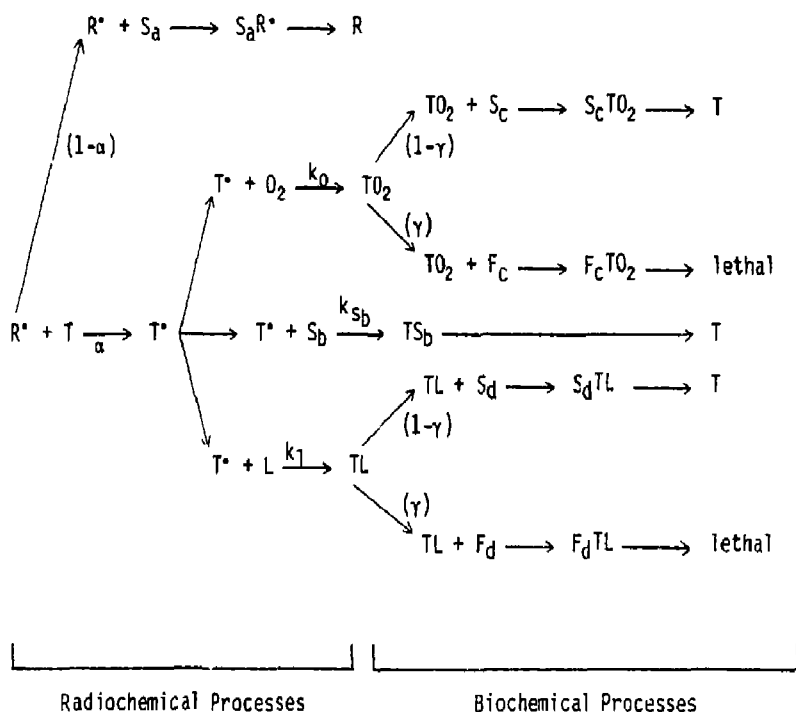 R• + Sa ⟶ SaR• ⟶ R
(1-α)
TO2 + Sc ⟶ ScTO2 ⟶ T
(1-γ)
T• + O2 ko ⟶ TO2
(γ)
TO2 + Fc ⟶ FcTO2 ⟶ lethal
R• + T α ⟶ T• ⟶ T• + Sb ksb ⟶ TSb ⟶ T
TL + Sd ⟶ SdTL ⟶ T
(1-γ)
T• + L k1 ⟶ TL
(γ)
TL + Fd ⟶ FdTL ⟶ lethal
Radiochemical Processes Biochemical Processes